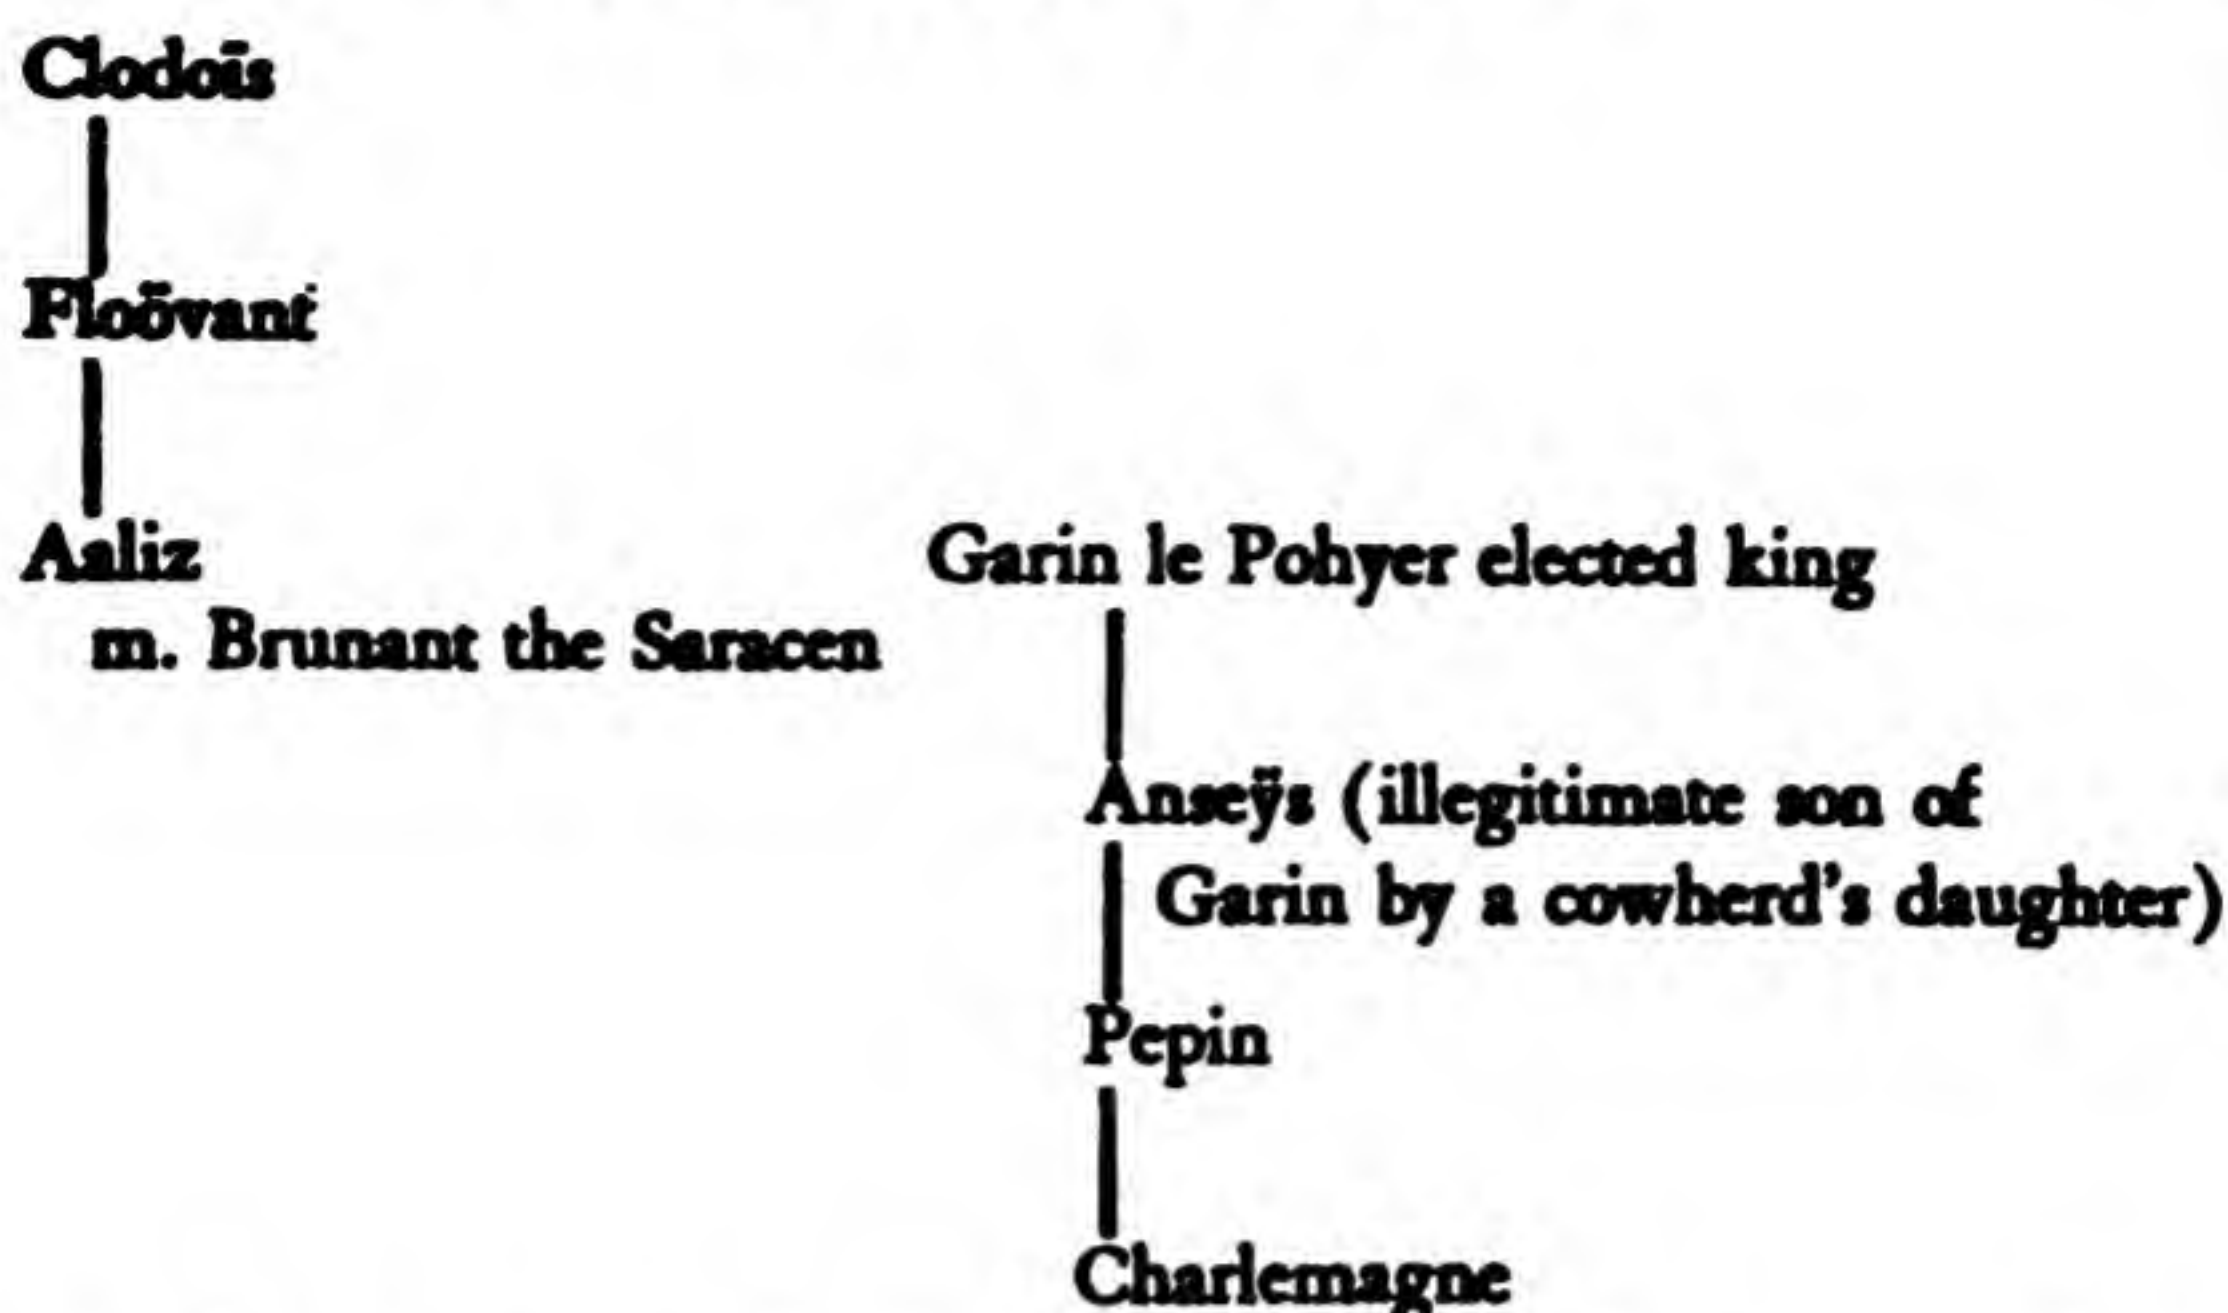 Clodoïs
Floövant
Aaliz
m. Brunant the Saracen
Garin le Pohyer elected king
Anseÿs (illegitimate son of
Garin by a cowherd's daughter)
Pepin
Charlemagne